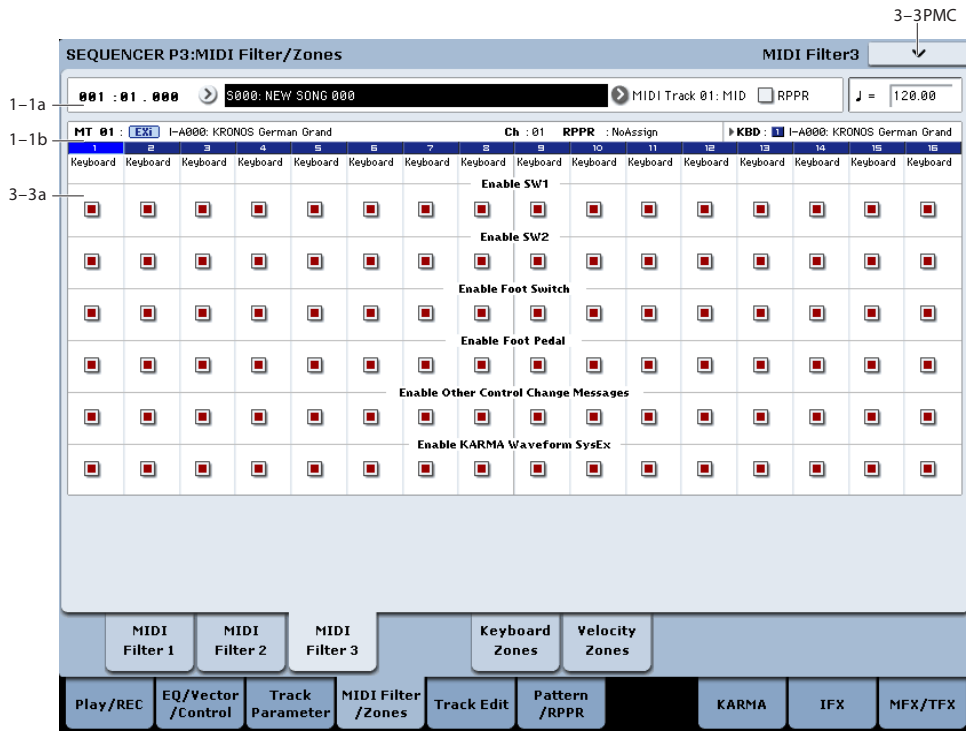 3–3PMC
SEQUENCER P3:MIDI Filter/Zones MIDI Filter3
1–1a
001 :01 . 000 S000: NEW SONG 000 MIDI Track 01: MID RPPR ♩ = 120.00
1–1b
MT 01 : EXi I-A000: KRONOS German Grand Ch : 01 RPPR : NoAssign KBD : 1 I-A000: KRONOS German Grand
1 2 3 4 5 6 7 8 9 10 11 12 13 14 15 16
Keyboard Keyboard Keyboard Keyboard Keyboard Keyboard Keyboard Keyboard Keyboard Keyboard Keyboard Keyboard Keyboard Keyboard Keyboard Keyboard
3–3a
Enable SW1
Enable SW2
Enable Foot Switch
Enable Foot Pedal
Enable Other Control Change Messages
Enable KARMA Waveform SysEx
MIDI Filter 1 MIDI Filter 2 MIDI Filter 3 Keyboard Zones Velocity Zones
Play/REC EQ/Vector /Control Track Parameter MIDI Filter /Zones Track Edit Pattern /RPPR KARMA IFX MFX/TFX